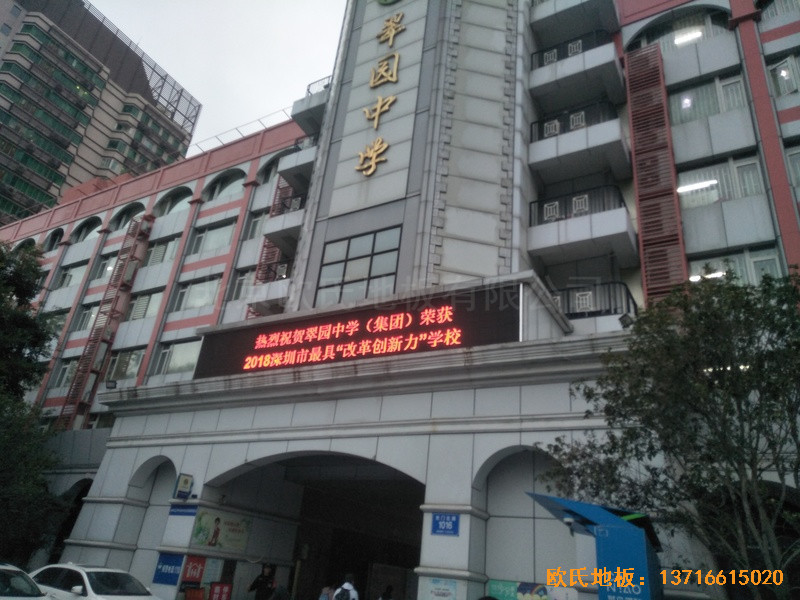 翠园中学
热烈祝贺翠园中学（集团）荣获
2018深圳市最具“改革创新力”学校
1016
欧氏地板：13716615020